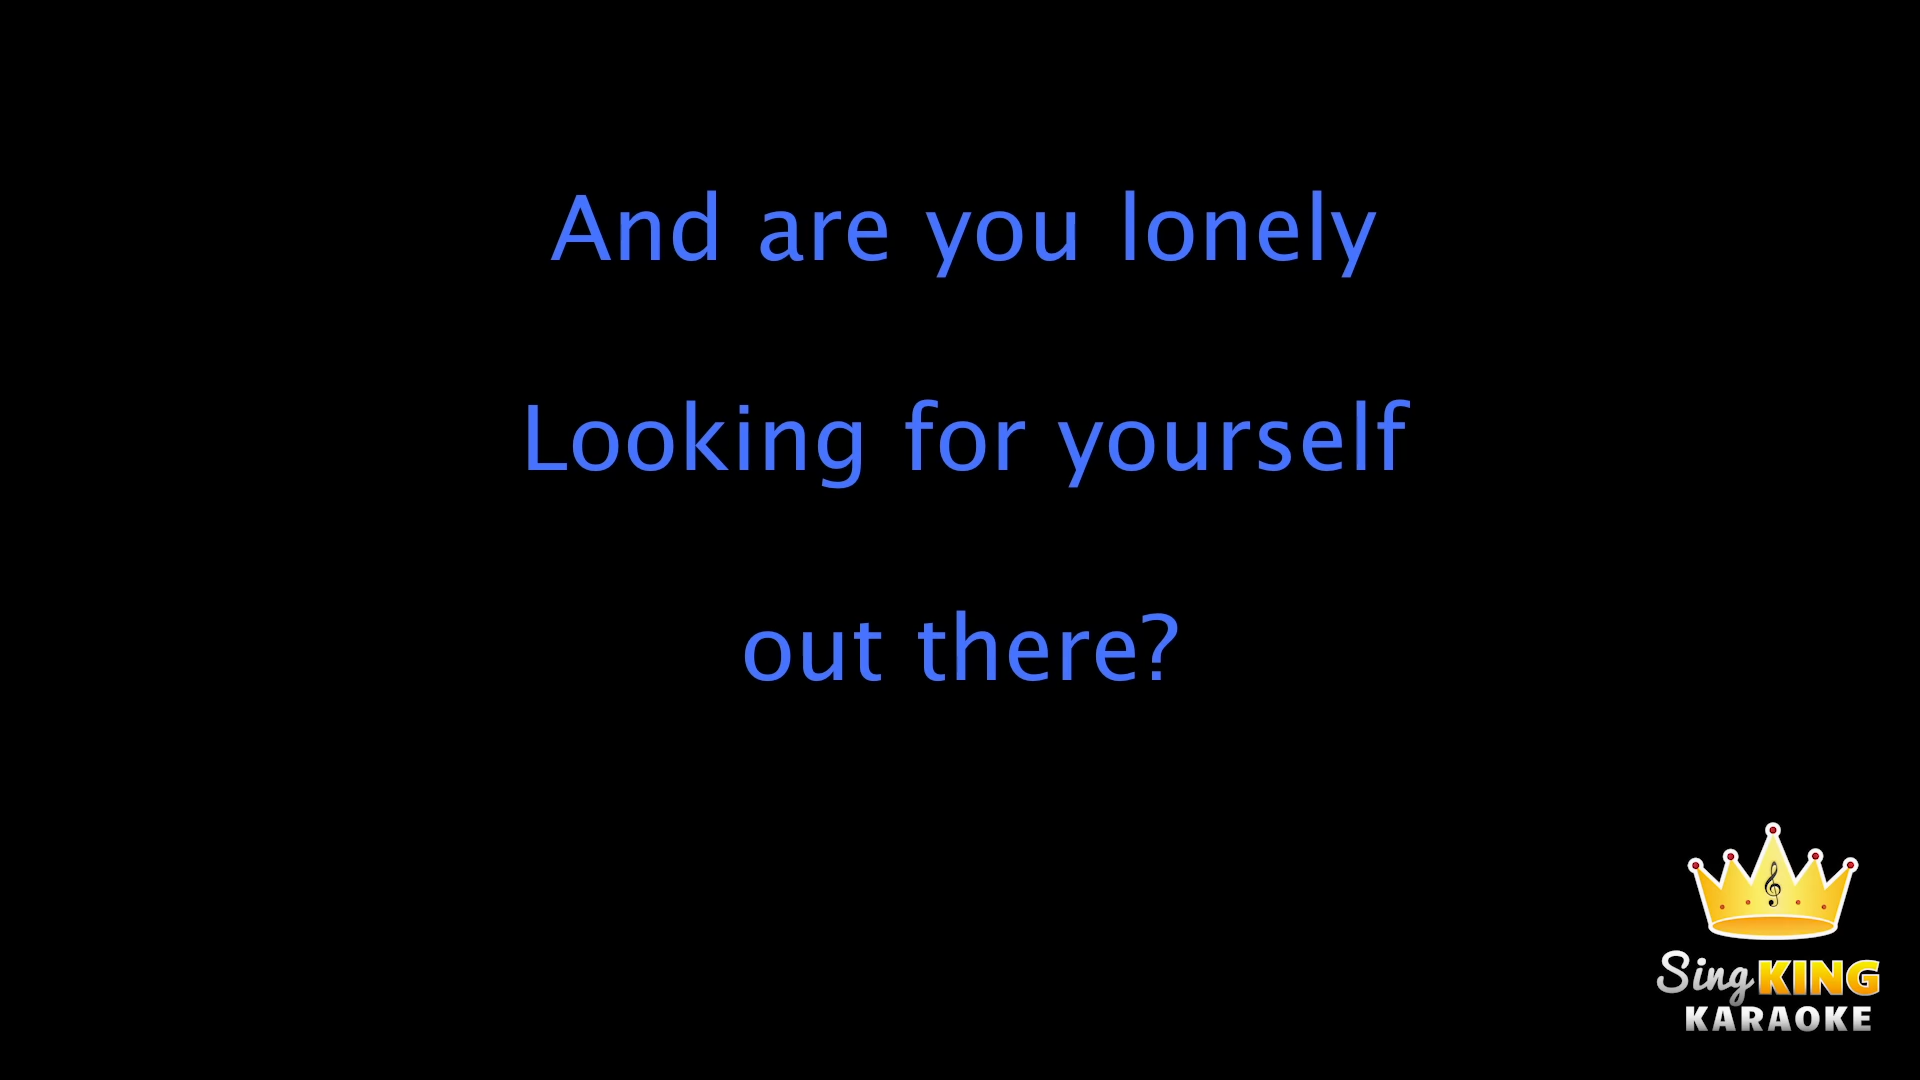 And are you lonely
Looking for yourself
out there?
Sing KING
KARAOKE